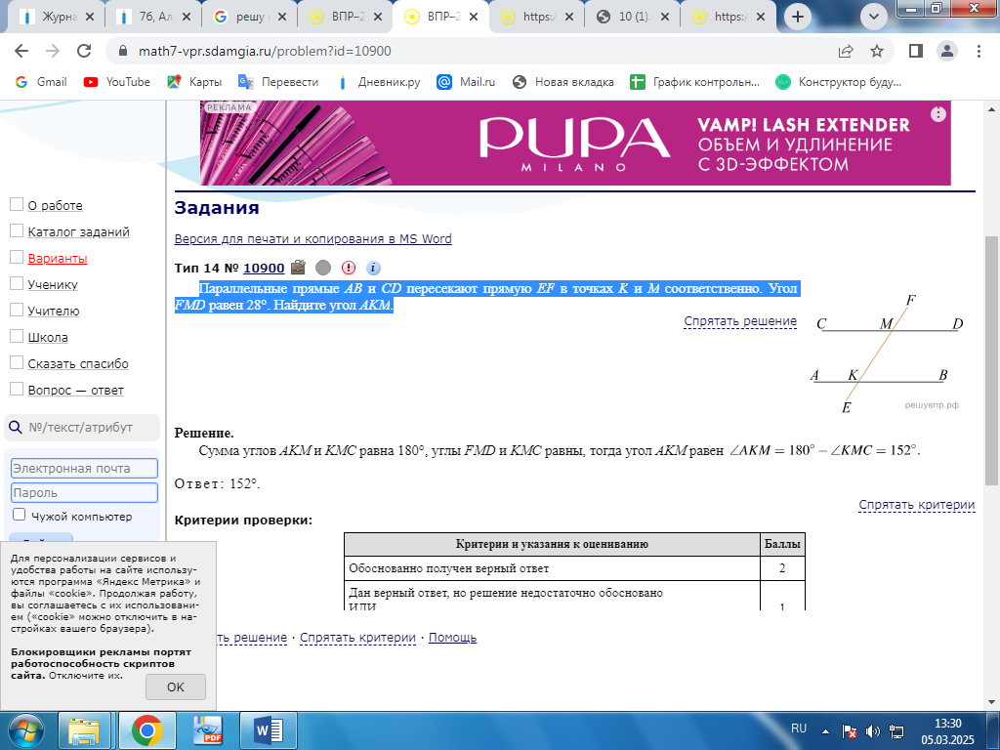 Журна
7б, Ал
решу
ВПР–2
ВПР–2
https:/
10 (1).
https:/
math7-vpr.sdamgia.ru/problem?id=10900
Gmail
YouTube
Карты
Перевести
Дневник.ру
Mail.ru
Новая вкладка
График контрольн...
Конструктор буду...
РЕКЛАМА
PUPA
MILANO
VAMP! LASH EXTENDER
ОБЪЕМ И УДЛИНЕНИЕ
С 3D-ЭФФЕКТОМ
О работе
Каталог заданий
Варианты
Ученику
Учителю
Школа
Сказать спасибо
Вопрос — ответ
№/текст/атрибут
Электронная почта
Пароль
Чужой компьютер
Для персонализации сервисов и
удобства работы на сайте использу-
ются программа «Яндекс Метрика» и
файлы «cookie». Продолжая работу,
вы соглашаетесь с их использовани-
ем («cookie» можно отключить в на-
стройках вашего браузера).
Блокировщики рекламы портят
работоспособность скриптов
сайта. Отключите их.
OK
Задания
Версия для печати и копирования в MS Word
Тип 14 № 10900
Параллельные прямые AB и CD пересекают прямую EF в точках K и M соответственно. Угол
FMD равен 28°. Найдите угол AKM.
Спрятать решение
F
C M D
A K B
E
решувпр.рф
Решение.
Сумма углов AKM и KMC равна 180°, углы FMD и KMC равны, тогда угол AKM равен ∠AKM = 180° − ∠KMC = 152°.
Ответ: 152°.
Спрятать критерии
Критерии проверки:
Критерии и указания к оцениванию Баллы
Обоснованно получен верный ответ 2
Дан верный ответ, но решение недостаточно обосновано
ИЛИ
1
ть решение · Спрятать критерии · Помощь
PDF
W
RU
13:30
05.03.2025